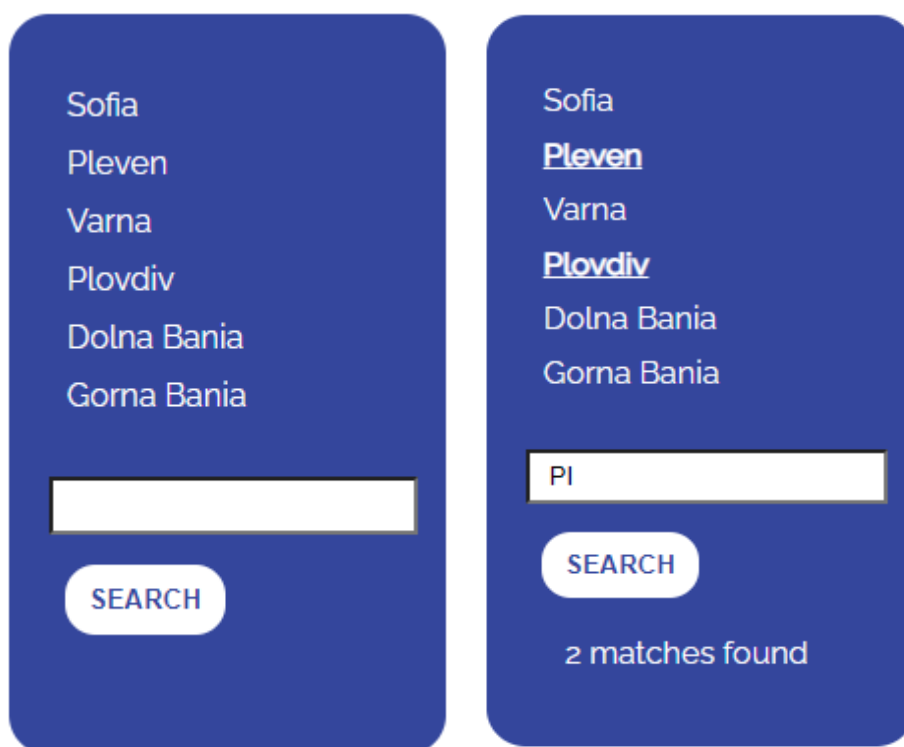 Sofia
Pleven
Varna
Plovdiv
Dolna Bania
Gorna Bania
SEARCH
Sofia
Pleven
Varna
Plovdiv
Dolna Bania
Gorna Bania
Pl
SEARCH
2 matches found